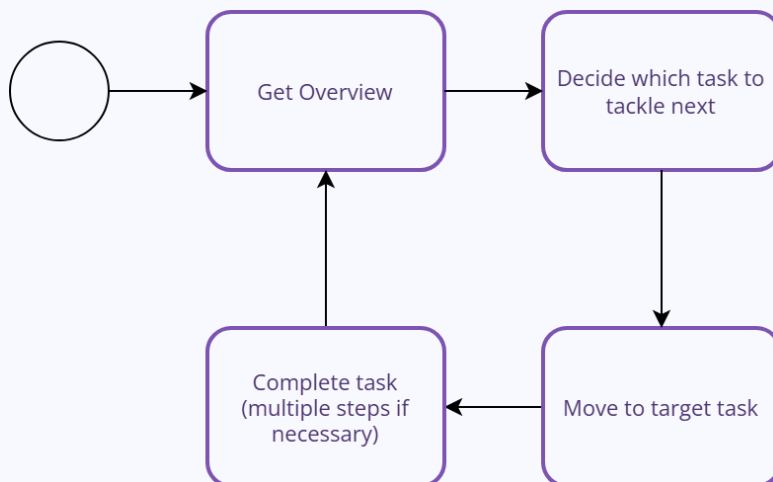 Get Overview
Decide which task to
tackle next
Complete task
(multiple steps if
necessary)
Move to target task